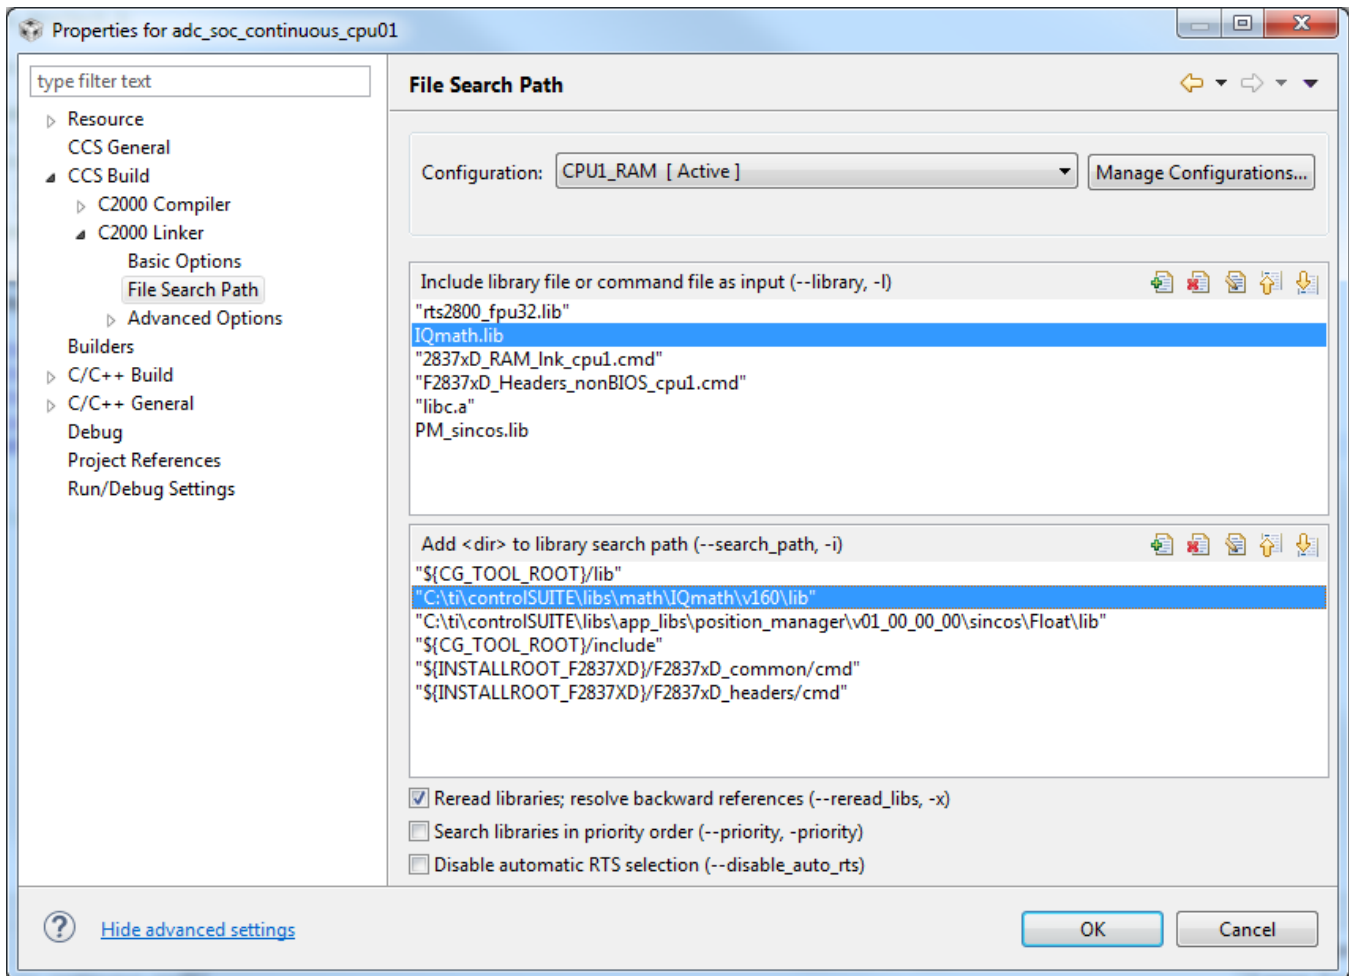 Properties for adc_soc_continuous_cpu01
type filter text
Resource
CCS General
CCS Build
C2000 Compiler
C2000 Linker
Basic Options
File Search Path
Advanced Options
Builders
C/C++ Build
C/C++ General
Debug
Project References
Run/Debug Settings
File Search Path
Configuration: CPU1_RAM [ Active ] Manage Configurations...
Include library file or command file as input (--library, -l)
"rts2800_fpu32.lib"
IQmath.lib
"2837xD_RAM_lnk_cpu1.cmd"
"F2837xD_Headers_nonBIOS_cpu1.cmd"
"libc.a"
PM_sincos.lib
Add <dir> to library search path (--search_path, -i)
"${CG_TOOL_ROOT}/lib"
"C:\ti\controlSUITE\libs\math\IQmath\v160\lib"
"C:\ti\controlSUITE\libs\app_libs\position_manager\v01_00_00_00\sincos\Float\lib"
"${CG_TOOL_ROOT}/include"
"${INSTALLROOT_F2837XD}/F2837xD_common/cmd"
"${INSTALLROOT_F2837XD}/F2837xD_headers/cmd"
Reread libraries; resolve backward references (--reread_libs, -x)
Search libraries in priority order (--priority, -priority)
Disable automatic RTS selection (--disable_auto_rts)
? Hide advanced settings OK Cancel